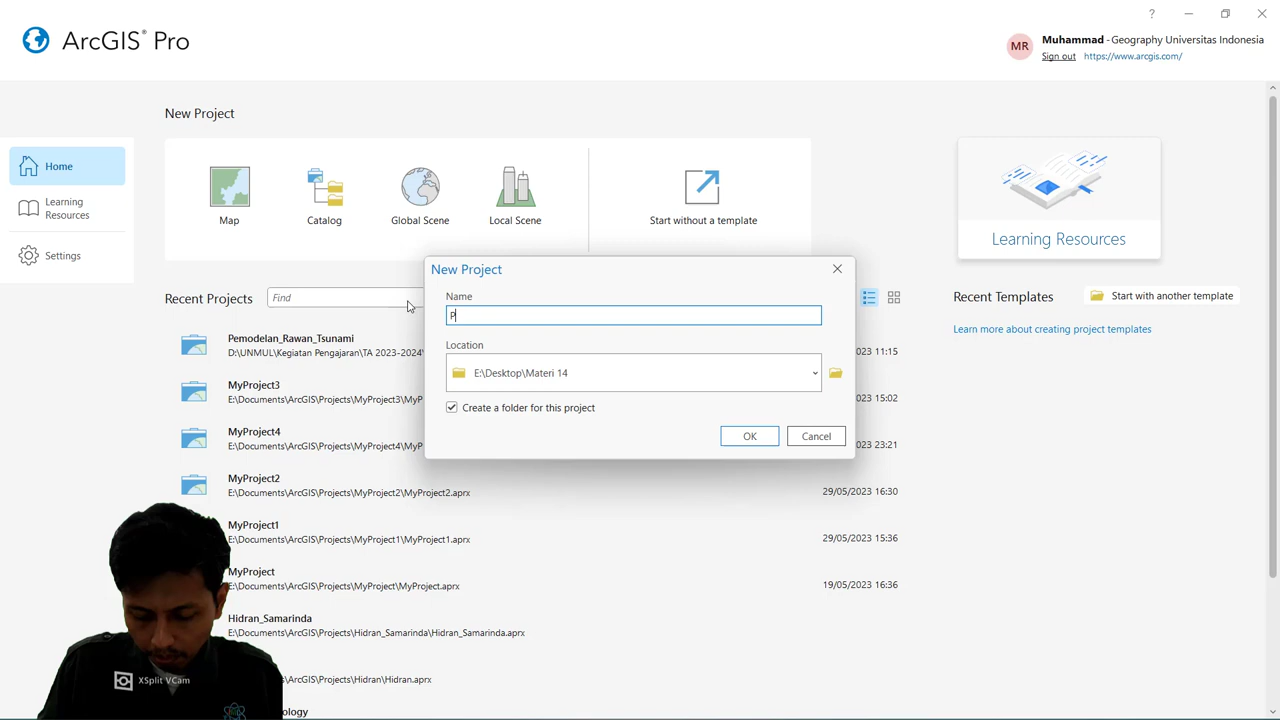 ?
ArcGIS® Pro
MR
Muhammad - Geography Universitas Indonesia
Sign out https://www.arcgis.com/
New Project
Home
Learning
Resources
Settings
Map
Catalog
Global Scene
Local Scene
Start without a template
Learning Resources
New Project
Name
P
Location
E:\Desktop\Materi 14
Create a folder for this project
OK
Cancel
Recent Projects
Find
Recent Templates
Start with another template
Learn more about creating project templates
Pemodelan_Rawan_Tsunami
D:\UNMUL\Kegiatan Pengajaran\TA 2023-2024\
023 11:15
MyProject3
E:\Documents\ArcGIS\Projects\MyProject3\MyP
023 15:02
MyProject4
E:\Documents\ArcGIS\Projects\MyProject4\MyP
023 23:21
MyProject2
E:\Documents\ArcGIS\Projects\MyProject2\MyProject2.aprx
29/05/2023 16:30
MyProject1
E:\Documents\ArcGIS\Projects\MyProject1\MyProject1.aprx
29/05/2023 15:36
MyProject
E:\Documents\ArcGIS\Projects\MyProject\MyProject.aprx
19/05/2023 16:36
Hidran_Samarinda
E:\Documents\ArcGIS\Projects\Hidran_Samarinda\Hidran_Samarinda.aprx
ArcGIS\Projects\Hidran\Hidran.aprx
XSplit VCam
ology